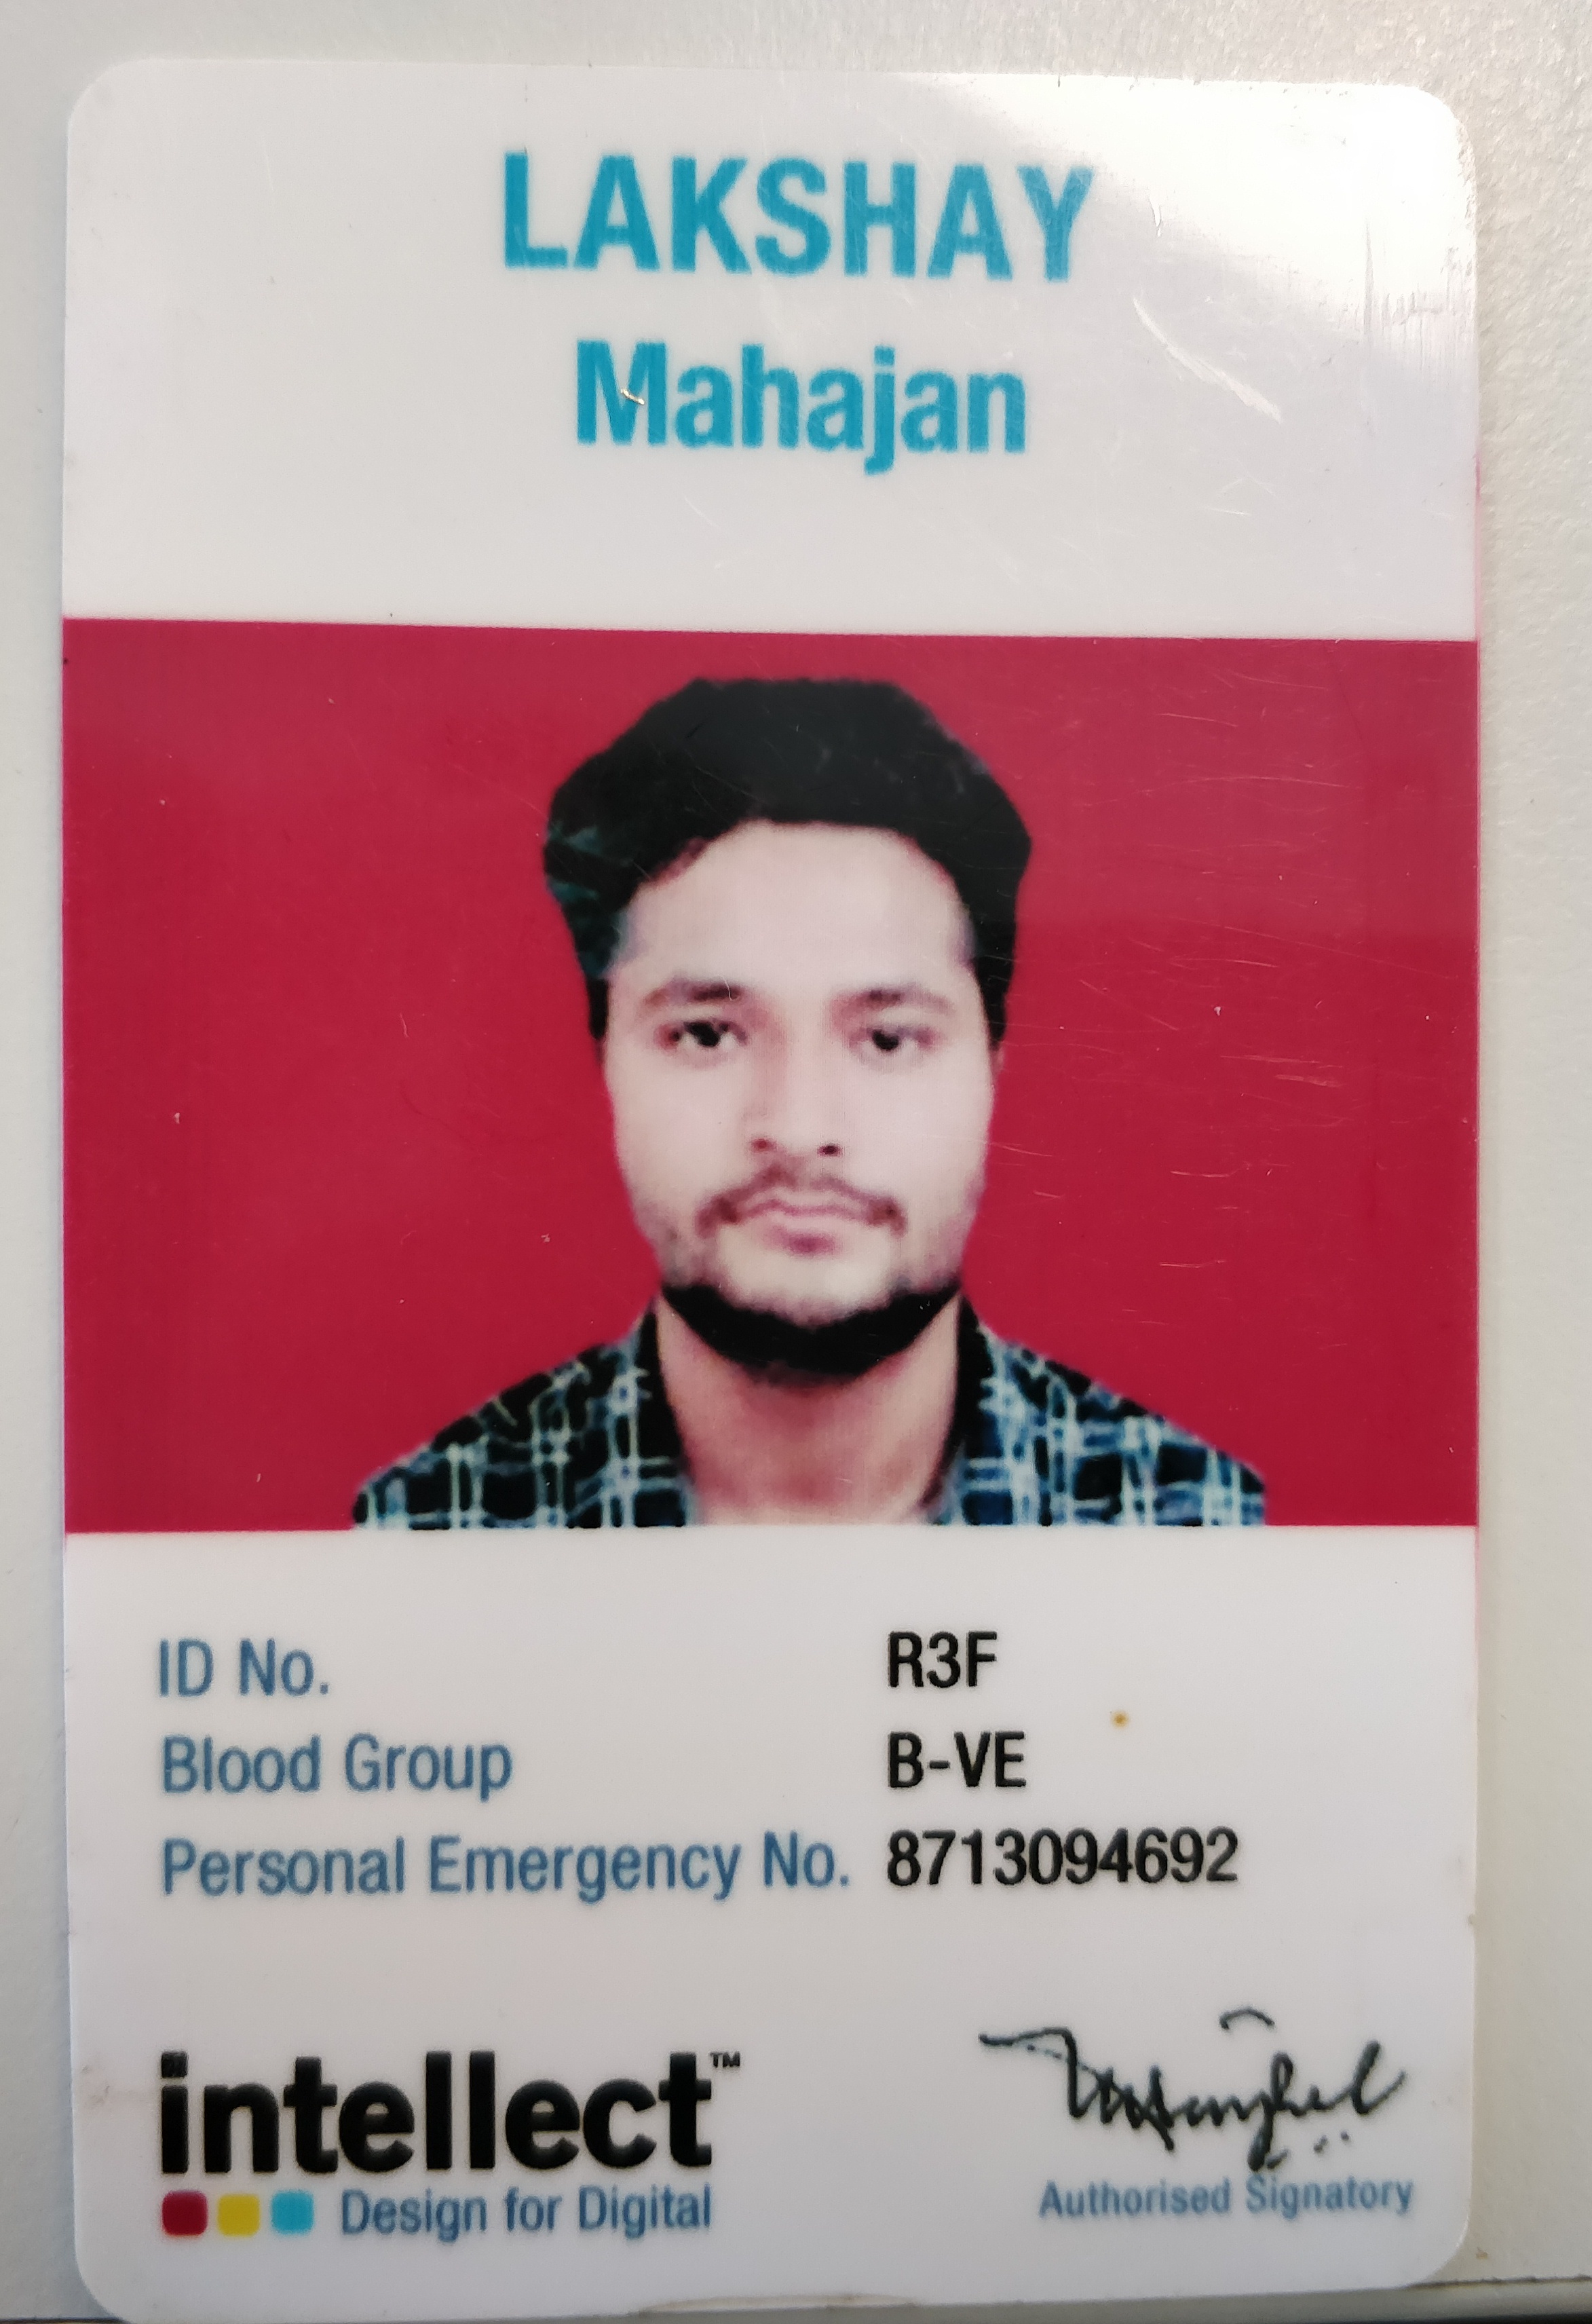 LAKSHAY
Mahajan
ID No. R3F
Blood Group B-VE
Personal Emergency No. 8713094692
intellect™
Design for Digital
Authorised Signatory